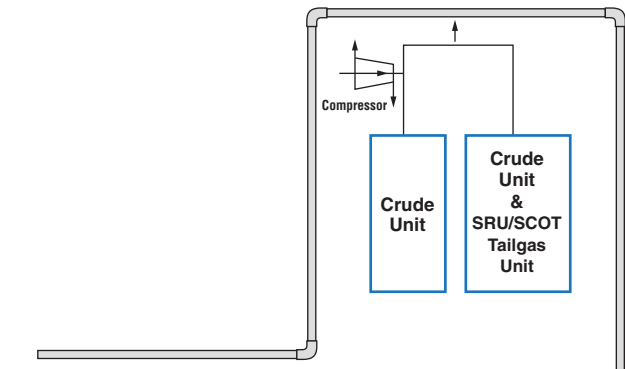 Compressor
Crude
Unit
Crude
Unit
&
SRU/SCOT
Tailgas
Unit